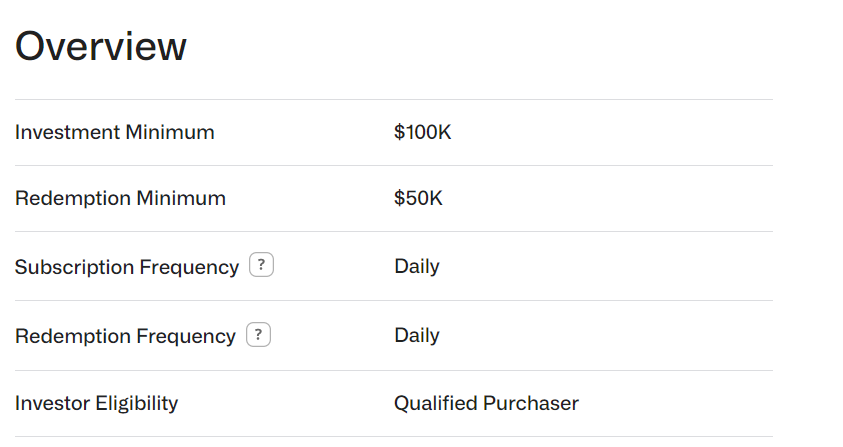 Overview
Investment Minimum $100K
Redemption Minimum $50K
Subscription Frequency ? Daily
Redemption Frequency ? Daily
Investor Eligibility Qualified Purchaser